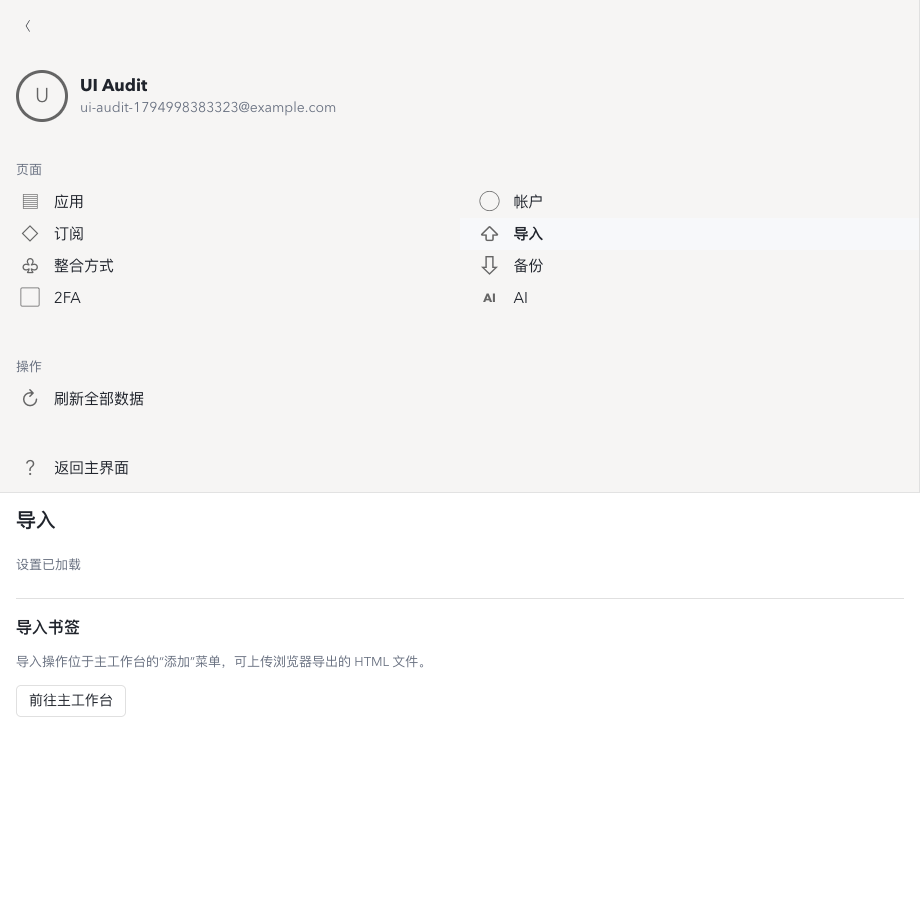 U
UI Audit
ui-audit-1794998383323@example.com
页面
应用
帐户
订阅
导入
整合方式
备份
2FA
AI AI
操作
刷新全部数据
? 返回主界面
导入
设置已加载
导入书签
导入操作位于主工作台的“添加”菜单，可上传浏览器导出的 HTML 文件。
前往主工作台